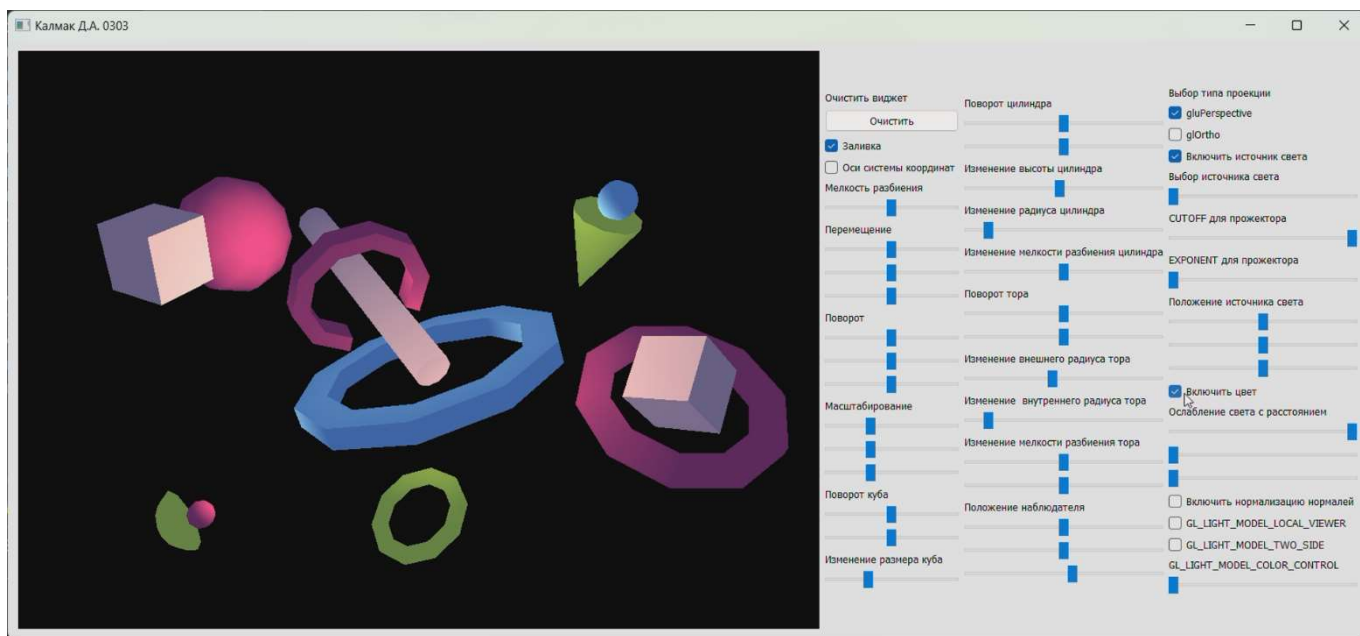 Калмак Д.А. 0303
Очистить виджет
Очистить
Заливка
Оси системы координат
Мелкость разбиения
Перемещение
Поворот
Масштабирование
Поворот куба
Изменение размера куба
Поворот цилиндра
Изменение высоты цилиндра
Изменение радиуса цилиндра
Изменение мелкости разбиения цилиндра
Поворот тора
Изменение внешнего радиуса тора
Изменение внутреннего радиуса тора
Изменение мелкости разбиения тора
Положение наблюдателя
Выбор типа проекции
gluPerspective
glOrtho
Включить источник света
Выбор источника света
CUTOFF для прожектора
EXPONENT для прожектора
Положение источника света
Включить цвет
Ослабление света с расстоянием
Включить нормализацию нормалей
GL_LIGHT_MODEL_LOCAL_VIEWER
GL_LIGHT_MODEL_TWO_SIDE
GL_LIGHT_MODEL_COLOR_CONTROL